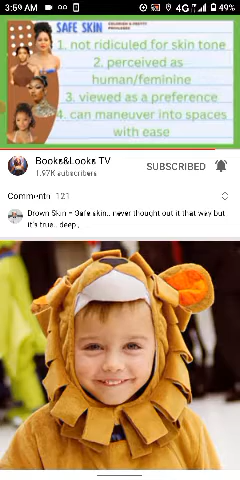 3:59 AM 4G 49%
SAFE SKIN
1. not ridiculed for skin tone
2. perceived as
human/feminine
3. viewed as a preference
4. can maneuver into spaces
with ease
Books&Looks TV
1.97K subscribers
SUBSCRIBED
Comments 121
Brown Skin = Safe skin.. never thought out it that way but
it's true.. deep..